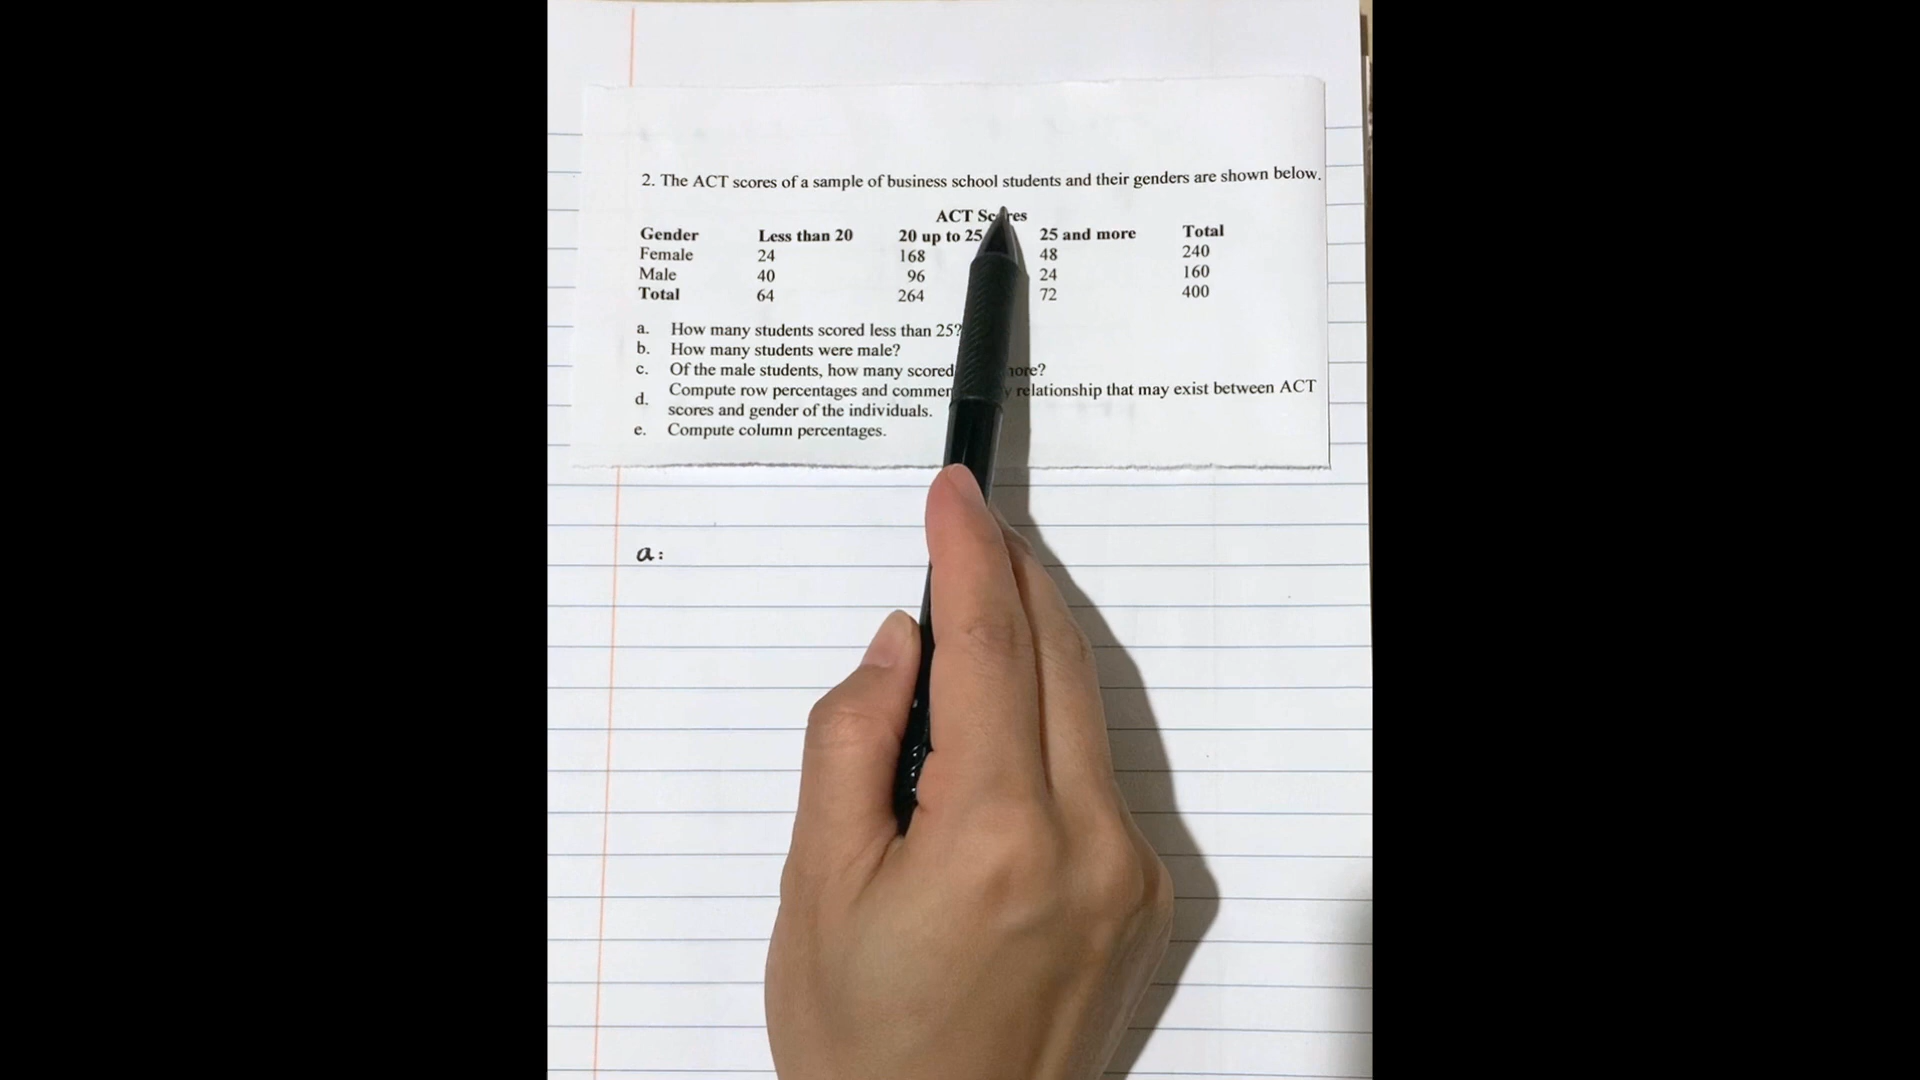 2. The ACT scores of a sample of business school students and their genders are shown below.
ACT Scores
Gender Less than 20 20 up to 25 25 and more Total
Female 24 168 48 240
Male 40 96 24 160
Total 64 264 72 400
a. How many students scored less than 25?
b. How many students were male?
c. Of the male students, how many scored more?
d. Compute row percentages and relationship that may exist between ACT
scores and gender of the individuals.
e. Compute column percentages.
a: